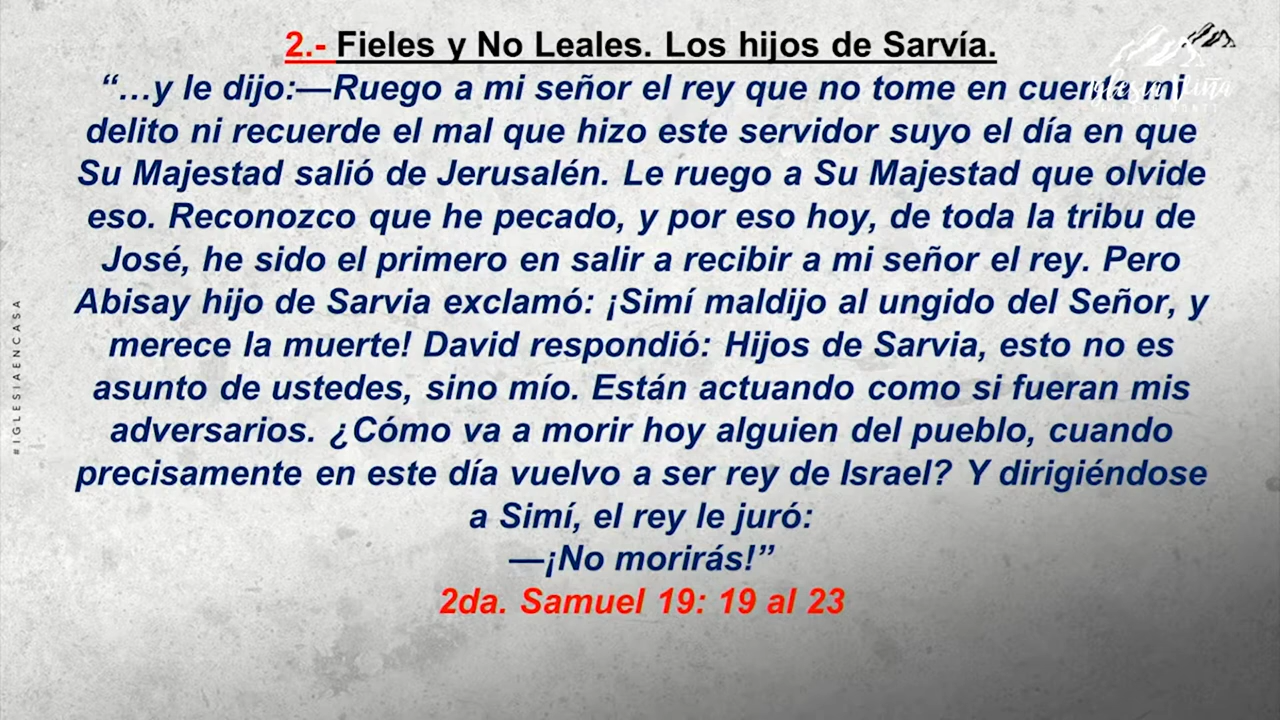 2.- Fieles y No Leales. Los hijos de Sarvía.
“…y le dijo:—Ruego a mi señor el rey que no tome en cuenta mi
delito ni recuerde el mal que hizo este servidor suyo el día en que
Su Majestad salió de Jerusalén. Le ruego a Su Majestad que olvide
eso. Reconozco que he pecado, y por eso hoy, de toda la tribu de
José, he sido el primero en salir a recibir a mi señor el rey. Pero
Abisay hijo de Sarvia exclamó: ¡Simí maldijo al ungido del Señor, y
merece la muerte! David respondió: Hijos de Sarvia, esto no es
asunto de ustedes, sino mío. Están actuando como si fueran mis
adversarios. ¿Cómo va a morir hoy alguien del pueblo, cuando
precisamente en este día vuelvo a ser rey de Israel? Y dirigiéndose
a Simí, el rey le juró:
—¡No morirás!”
2da. Samuel 19: 19 al 23
#IGLESIAENCASA
Iglesia Viña